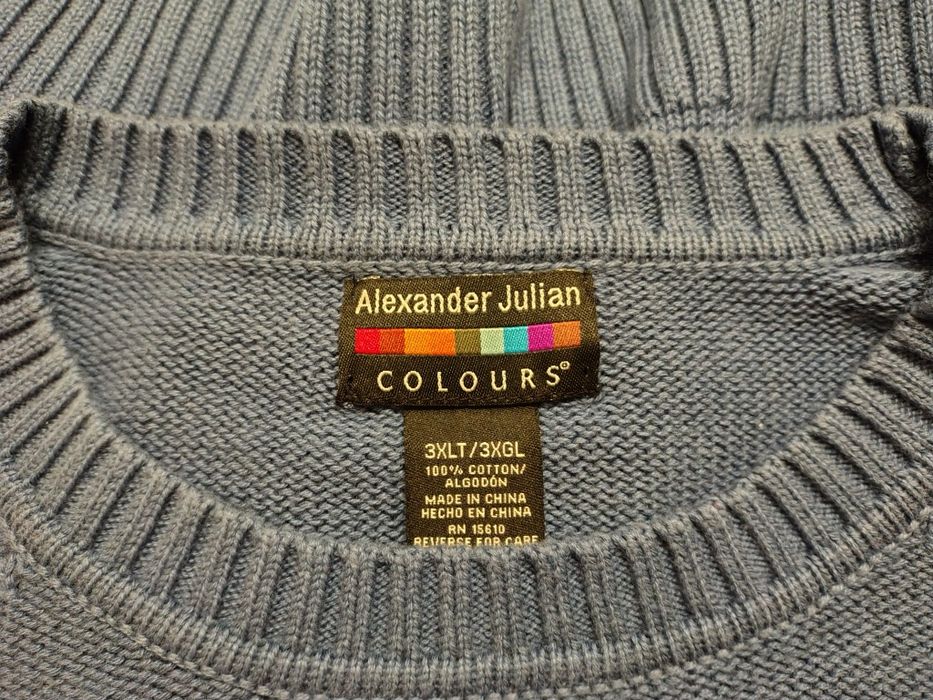 Alexander Julian
COLOURS®
3XLT/3XGL
100% COTTON/
ALGODÓN
MADE IN CHINA
HECHO EN CHINA
RN 15610
REVERSE FOR CARE